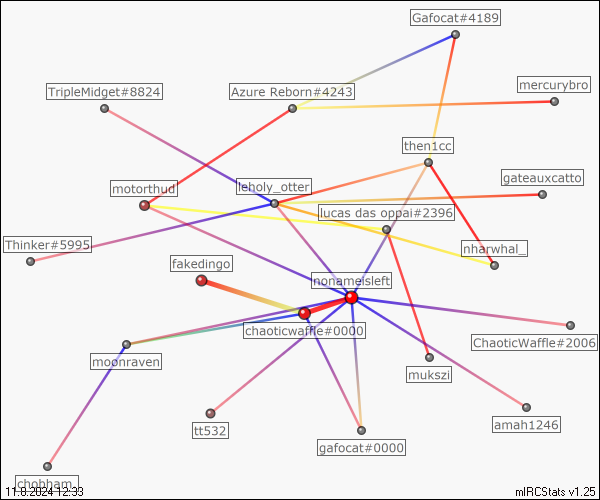 Gafocat#4189
TripleMidget#8824
Azure Reborn#4243
mercurybro
then1cc
motorthud
leholy_otter
gateauxcatto
lucas das oppai#2396
Thinker#5995
nharwhal_
fakedingo
nonameisleft
chaoticwaffle#0000
ChaoticWaffle#2006
moonraven
mukszi
tt532
amah1246
gafocat#0000
chobham_
11.8.2024 12:33
mIRCStats v1.25